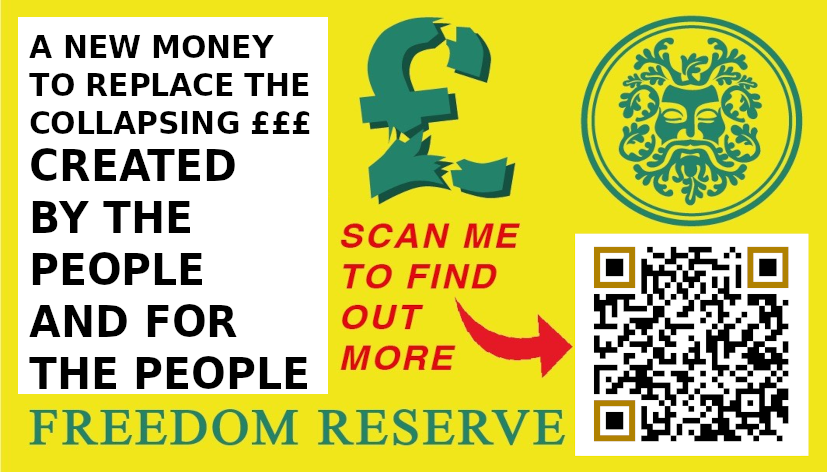 A NEW MONEY
TO REPLACE THE
COLLAPSING £££
CREATED
BY THE
PEOPLE
AND FOR
THE PEOPLE
£
SCAN ME
TO FIND
OUT
MORE
FREEDOM RESERVE